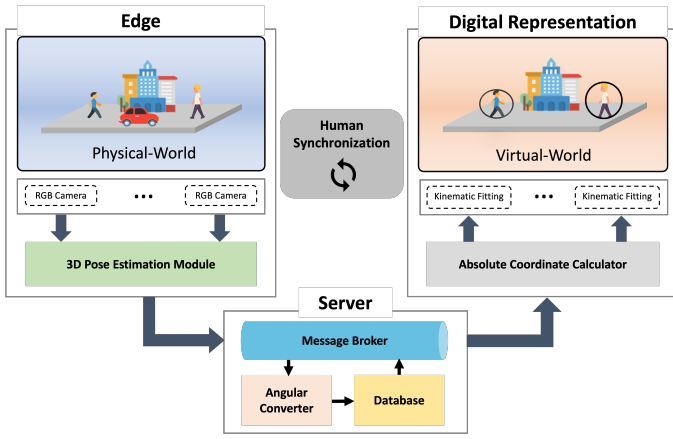 Edge
Physical-World
RGB Camera
•••
RGB Camera
3D Pose Estimation Module
Human
Synchronization
Digital Representation
Virtual-World
Kinematic Fitting
•••
Kinematic Fitting
Absolute Coordinate Calculator
Server
Message Broker
Angular
Converter
Database